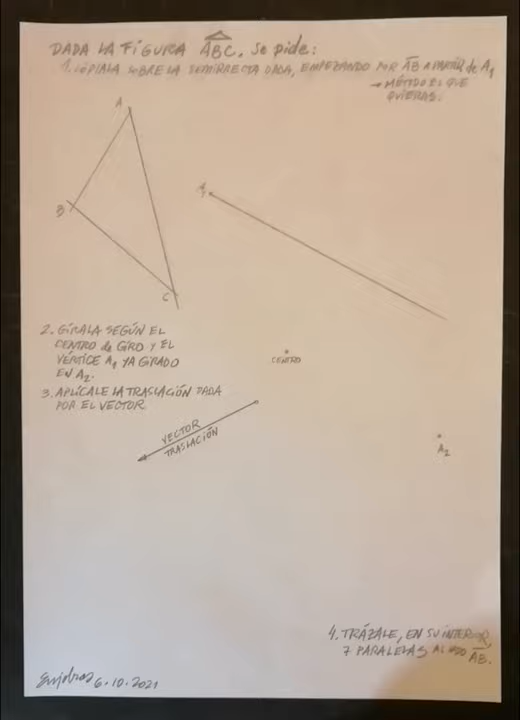 DADA LA FIGURA ABC, se pide:
1. CÓPIALA SOBRE LA SEMIRRECTA DADA, EMPEZANDO POR AB A PARTIR de A1
→ MÉTODO EL QUE
QUIERAS.
A
B
C
A1
2. GÍRALA SEGÚN EL
CENTRO de GIRO Y EL
VÉRTICE A1 YA GIRADO
EN A2.
3. APLÍCALE LA TRASLACIÓN DADA
POR EL VECTOR
CENTRO
VECTOR
TRASLACIÓN
A2
4. TRÁZALE, EN SU INTERIOR,
7 PARALELAS AL LADO AB.
6.10.2021